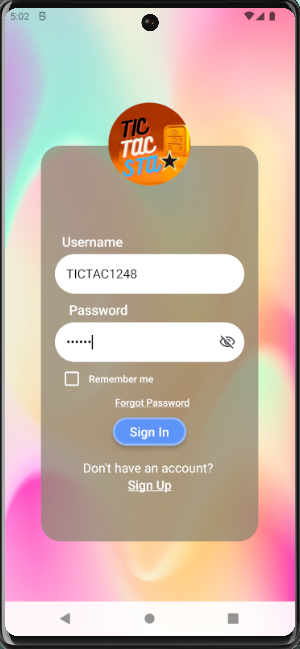 5:02
TIC
TAC
STA
Username
TICTAC1248
Password
••••••
Remember me
Forgot Password
Sign In
Don't have an account?
Sign Up